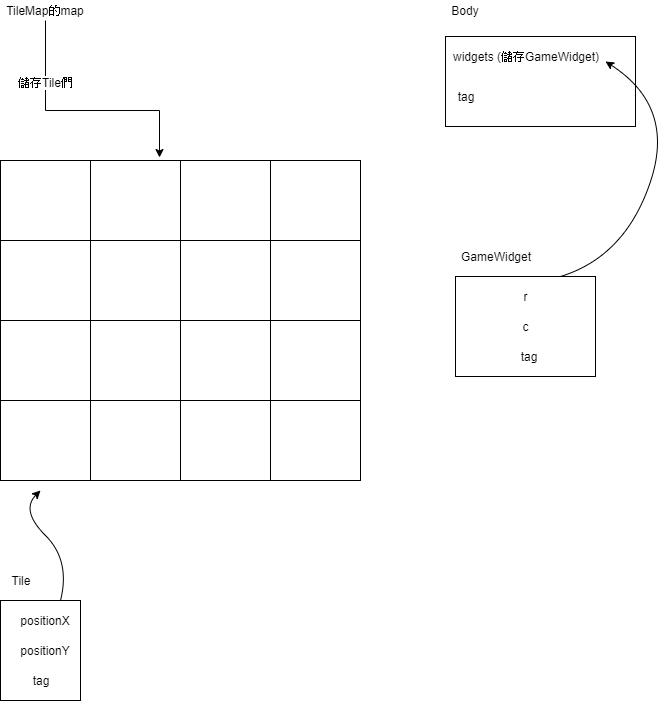 TileMap的map
儲存Tile們
Body
widgets (儲存GameWidget)
tag
GameWidget
r
c
tag
Tile
positionX
positionY
tag